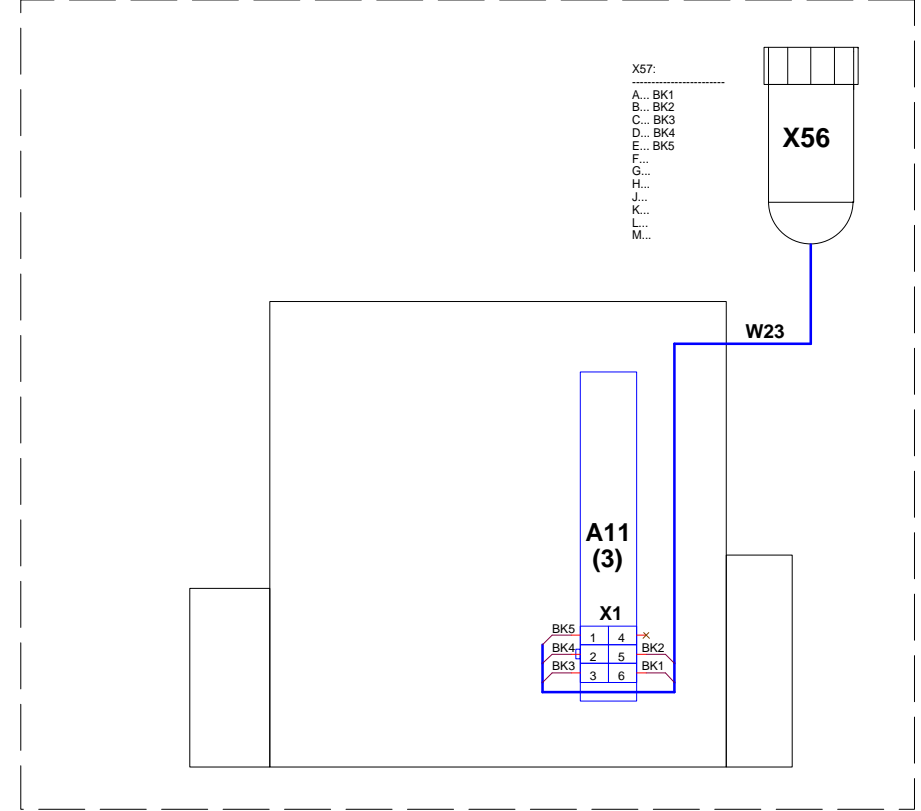 X57:
------------------------
A... BK1
B... BK2
C... BK3
D... BK4
E... BK5
F...
G...
H...
J...
K...
L...
M...
X56
W23
A11
(3)
X1
BK5 1 4
BK4 2 5 BK2
BK3 3 6 BK1